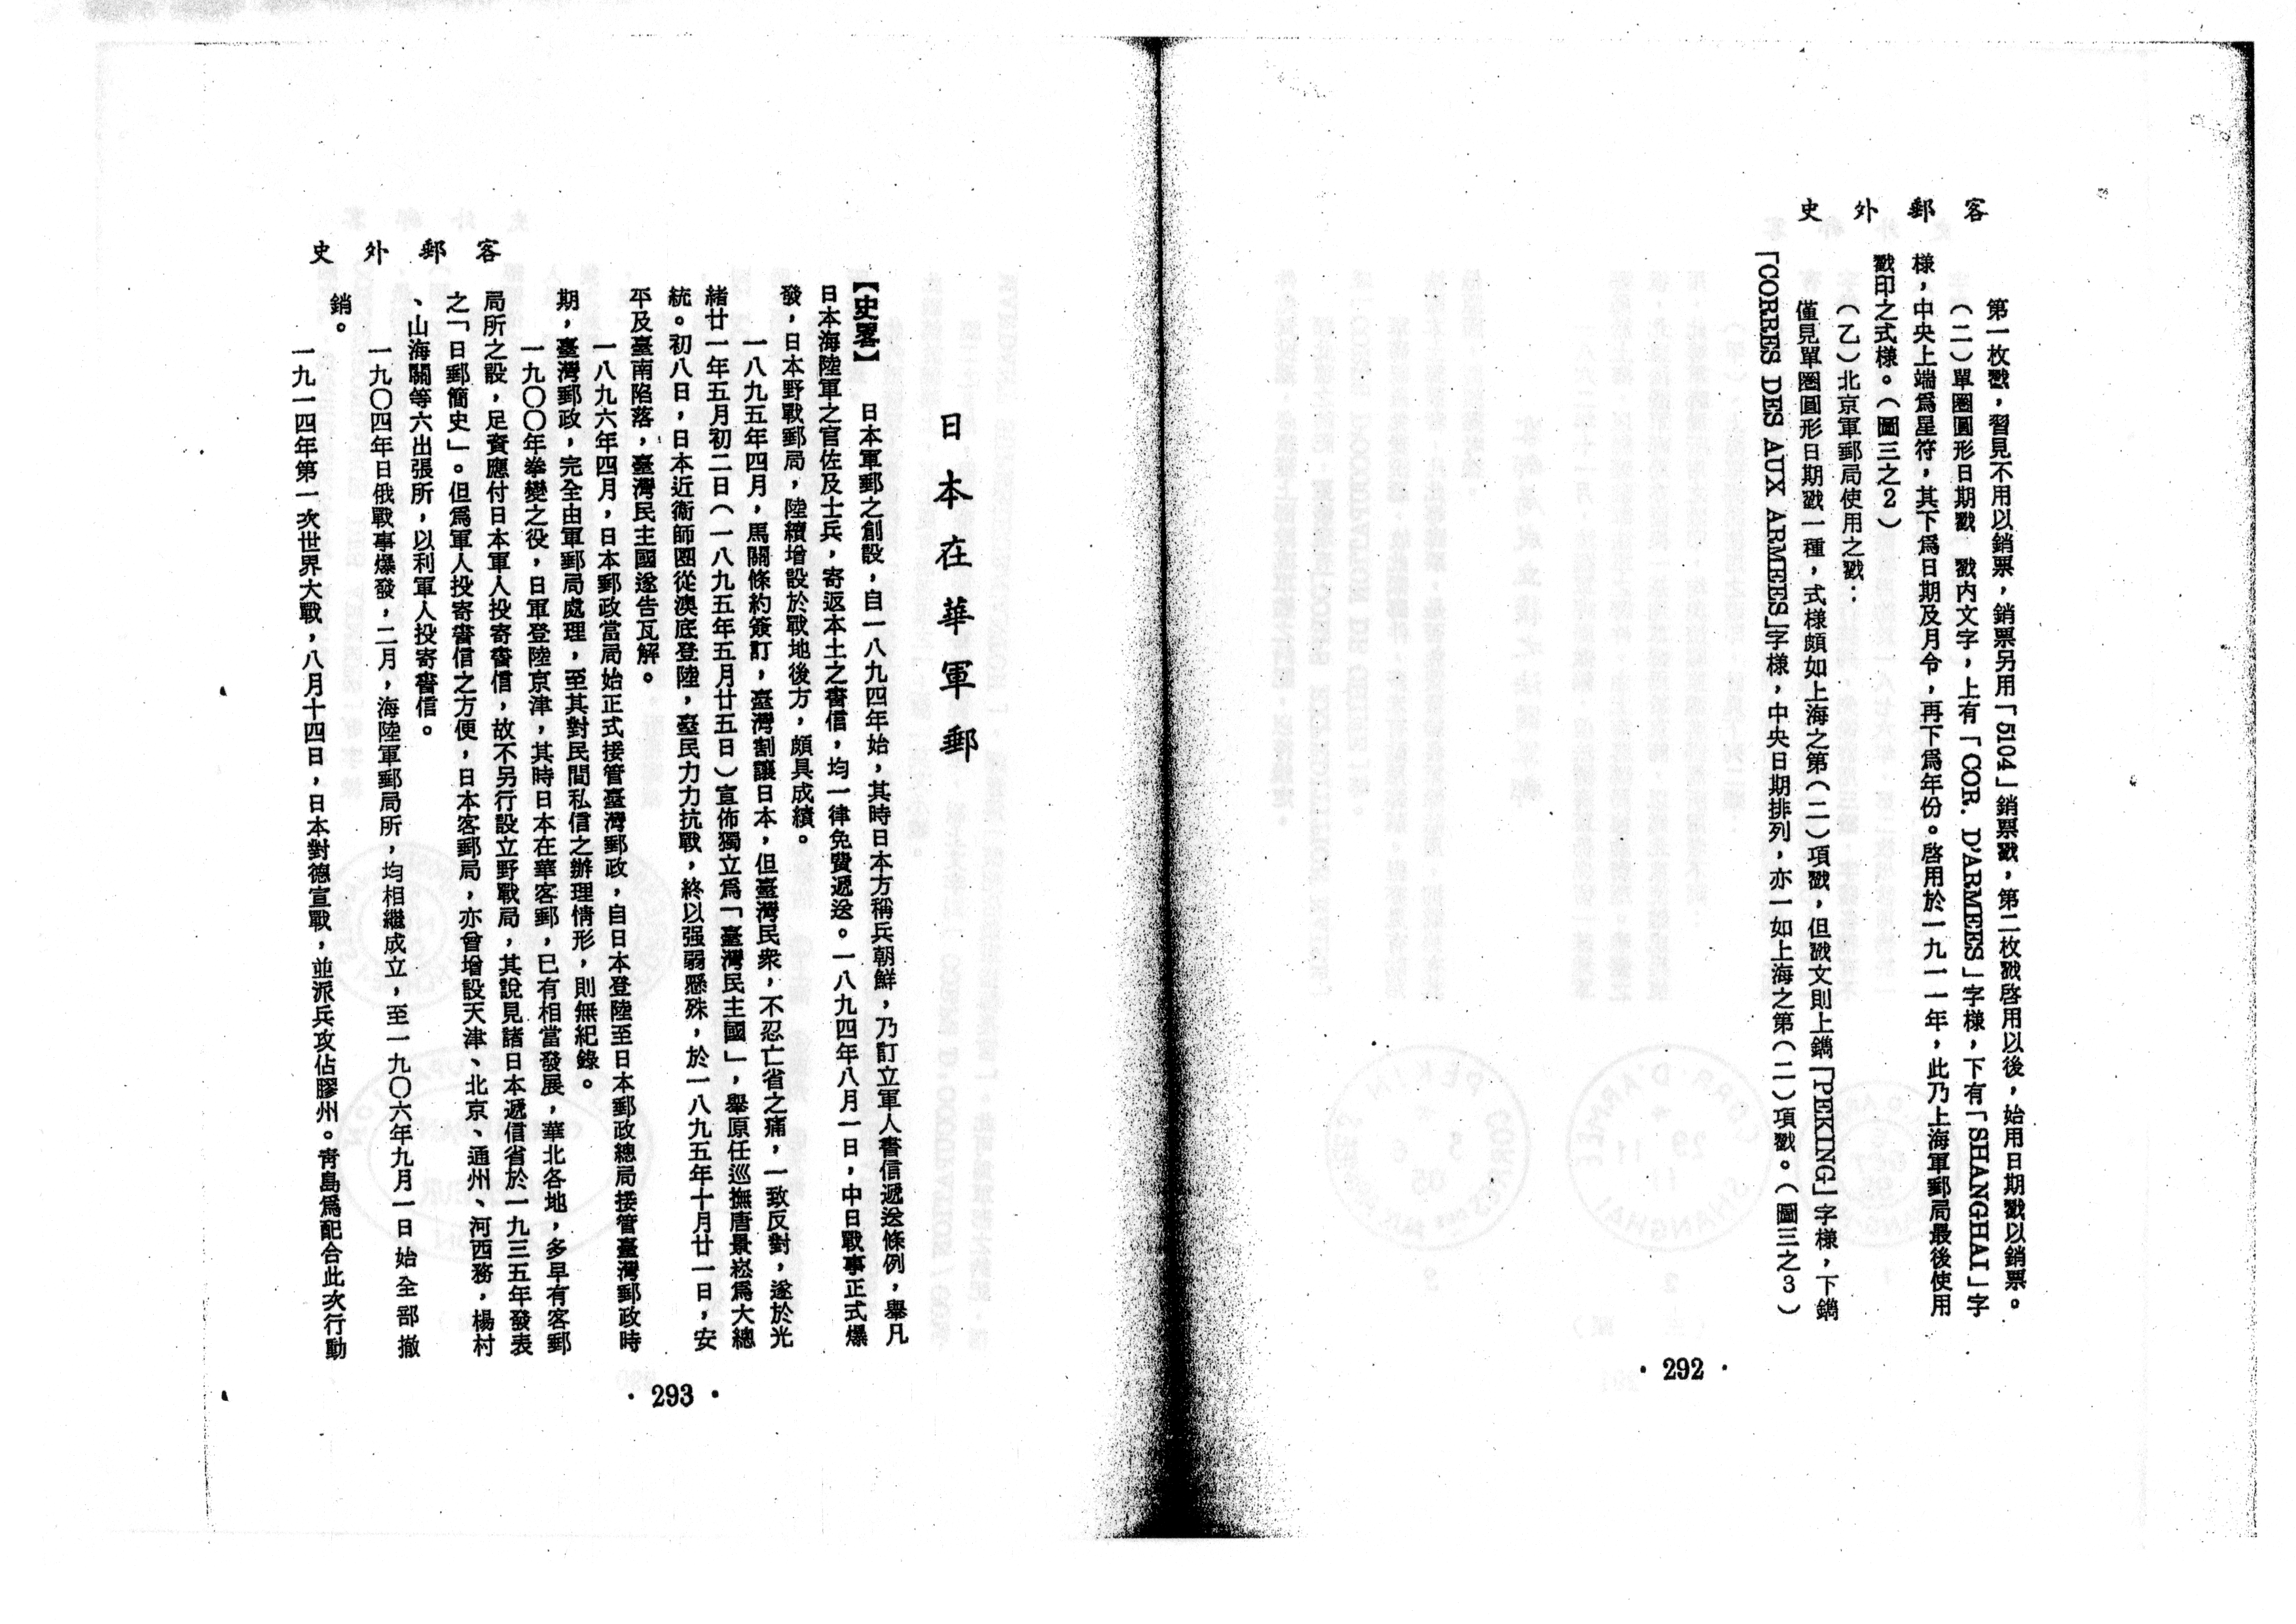 客郵外史
第一枚戳，習見不用以銷票，銷票另用「5104」銷票戳，第二枚戳啓用以後，始用日期戳以銷票。
（二）單圈圓形日期戳　戳內文字，上有「COR. D'ARMEES」字樣，下有「SHANGHAI」字
樣，中央上端爲星符，其下爲日期及月令，再下爲年份。啓用於一九一一年，此乃上海軍郵局最後使用
戳印之式樣。（圖三之2）
（乙）北京軍郵局使用之戳：
僅見單圈圓形日期戳一種，式樣頗如上海之第（二）項戳，但戳文則上鐫「PEKING」字樣，下鐫
「CORRES DES AUX ARMEES」字樣，中央日期排列，亦一如上海之第（二）項戳。（圖三之3）
・292・
日本在華軍郵
【史畧】　日本軍郵之創設，自一八九四年始，其時日本方稱兵朝鮮，乃訂立軍人書信遞送條例，舉凡
日本海陸軍之官佐及士兵，寄返本土之書信，均一律免費遞送。一八九四年八月一日，中日戰事正式爆
發，日本野戰郵局，陸續增設於戰地後方，頗具成績。
一八九五年四月，馬關條約簽訂，臺灣割讓日本，但臺灣民衆，不忍亡省之痛，一致反對，遂於光
緒廿一年五月初二日（一八九五年五月廿五日）宣佈獨立爲「臺灣民主國」，舉原任巡撫唐景崧爲大總
統。初八日，日本近衞師團從澳底登陸，臺民力力抗戰，終以强弱懸殊，於一八九五年十月廿一日，安
平及臺南陷落，臺灣民主國遂告瓦解。
一八九六年四月，日本郵政當局始正式接管臺灣郵政，自日本登陸至日本郵政總局接管臺灣郵政時
期，臺灣郵政，完全由軍郵局處理，至其對民間私信之辦理情形，則無紀錄。
一九〇〇年拳變之役，日軍登陸京津，其時日本在華客郵，已有相當發展，華北各地，多早有客郵
局所之設，足資應付日本軍人投寄書信，故不另行設立野戰局，其說見諸日本遞信省於一九三五年發表
之「日郵簡史」。但爲軍人投寄書信之方便，日本客郵局，亦曾增設天津、北京、通州、河西務，楊村
、山海關等六出張所，以利軍人投寄書信。
一九〇四年日俄戰事爆發，二月，海陸軍郵局所，均相繼成立，至一九〇六年九月一日始全部撤
銷。
一九一四年第一次世界大戰，八月十四日，日本對德宣戰，並派兵攻佔膠州。靑島爲配合此次行動
客郵外史
・293・